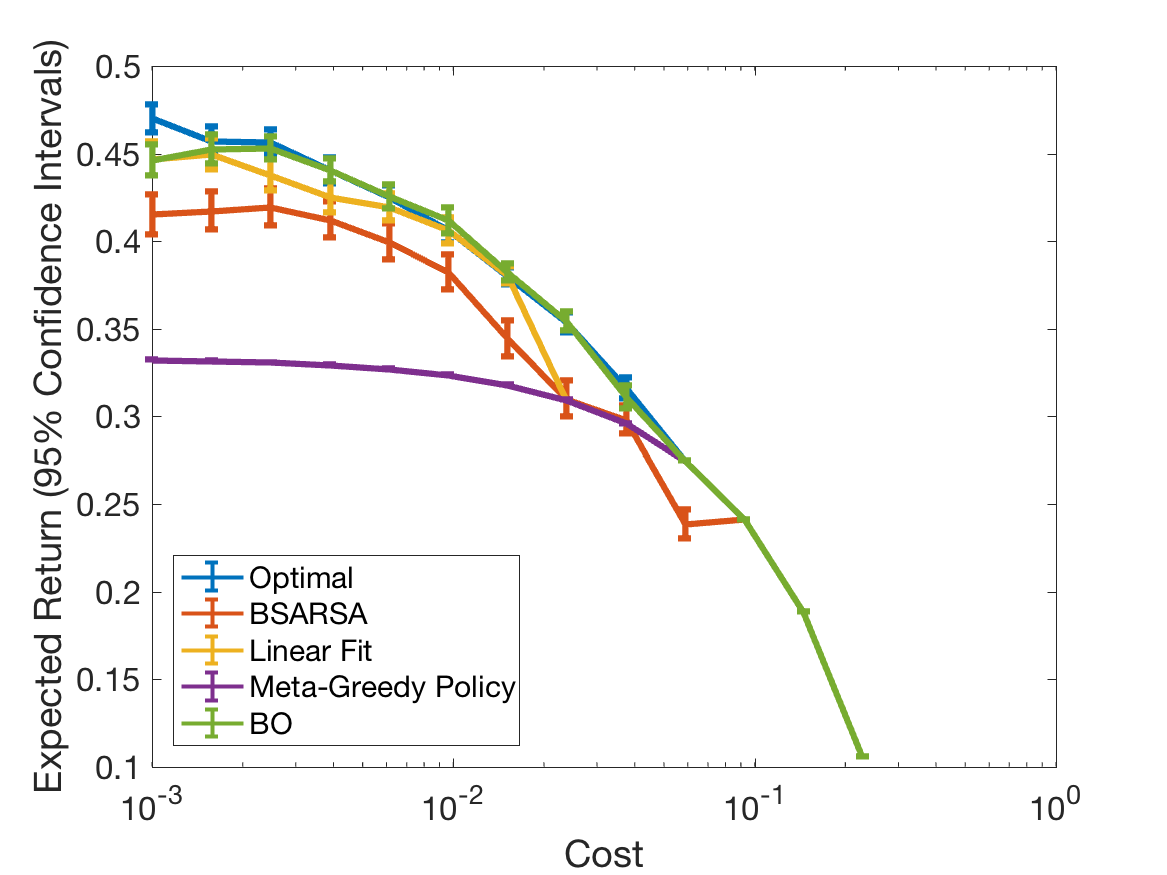 Expected Return (95% Confidence Intervals)
0.5
0.45
0.4
0.35
0.3
0.25
0.2
0.15
0.1
Optimal
BSARSA
Linear Fit
Meta-Greedy Policy
BO
10^-3
10^-2
10^-1
10^0
Cost